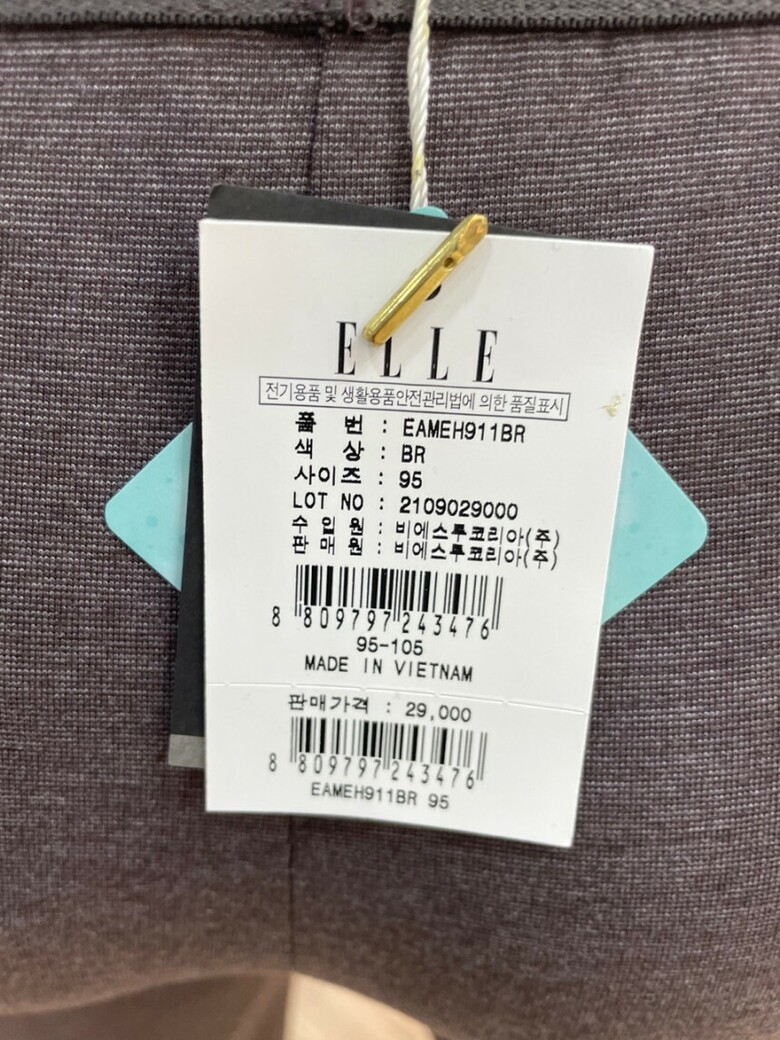 ELLE
전기용품 및 생활용품안전관리법에 의한 품질표시
품 번 : EAMEH911BR
색 상 : BR
사이즈 : 95
LOT NO : 2109029000
수 입 원 : 비에스투코리아(주)
판 매 원 : 비에스투코리아(주)
8 809797 243476
95-105
MADE IN VIETNAM
판매가격 : 29,000
8 809797 243476
EAMEH911BR 95